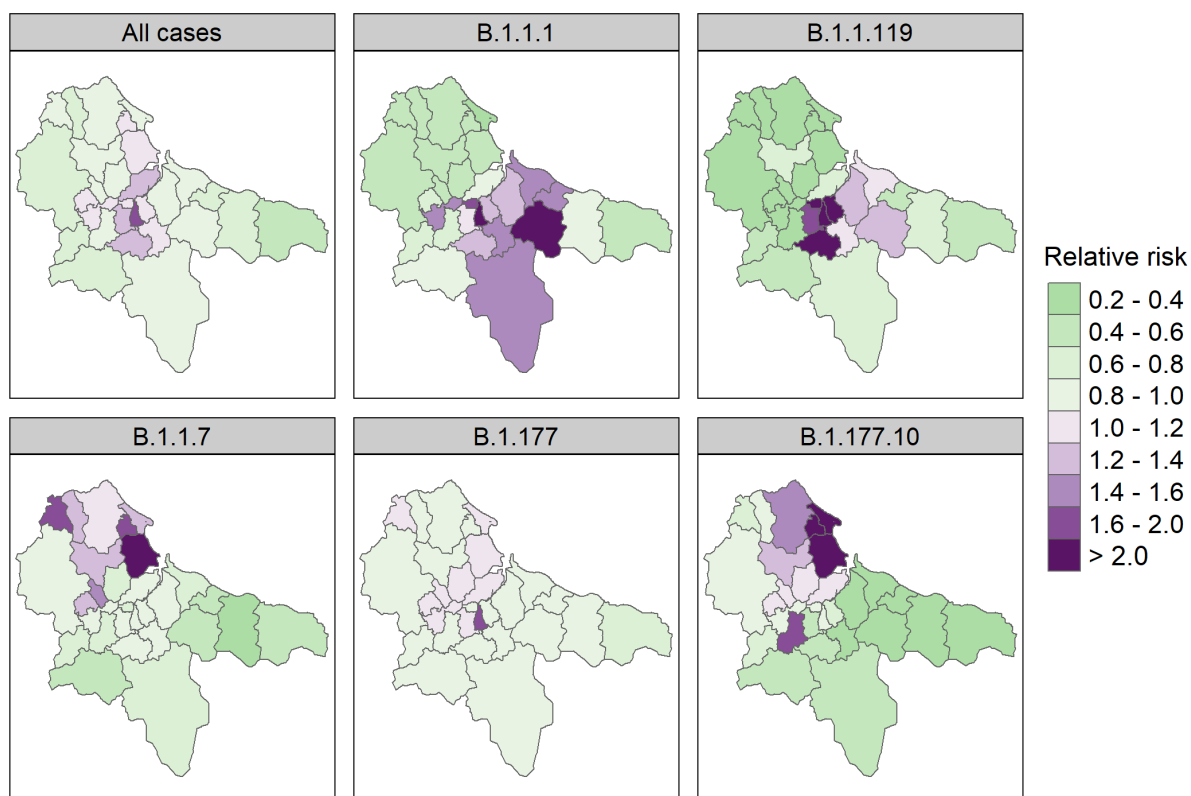 All cases
B.1.1.1
B.1.1.119
B.1.1.7
B.1.177
B.1.177.10
Relative risk
0.2 - 0.4
0.4 - 0.6
0.6 - 0.8
0.8 - 1.0
1.0 - 1.2
1.2 - 1.4
1.4 - 1.6
1.6 - 2.0
> 2.0